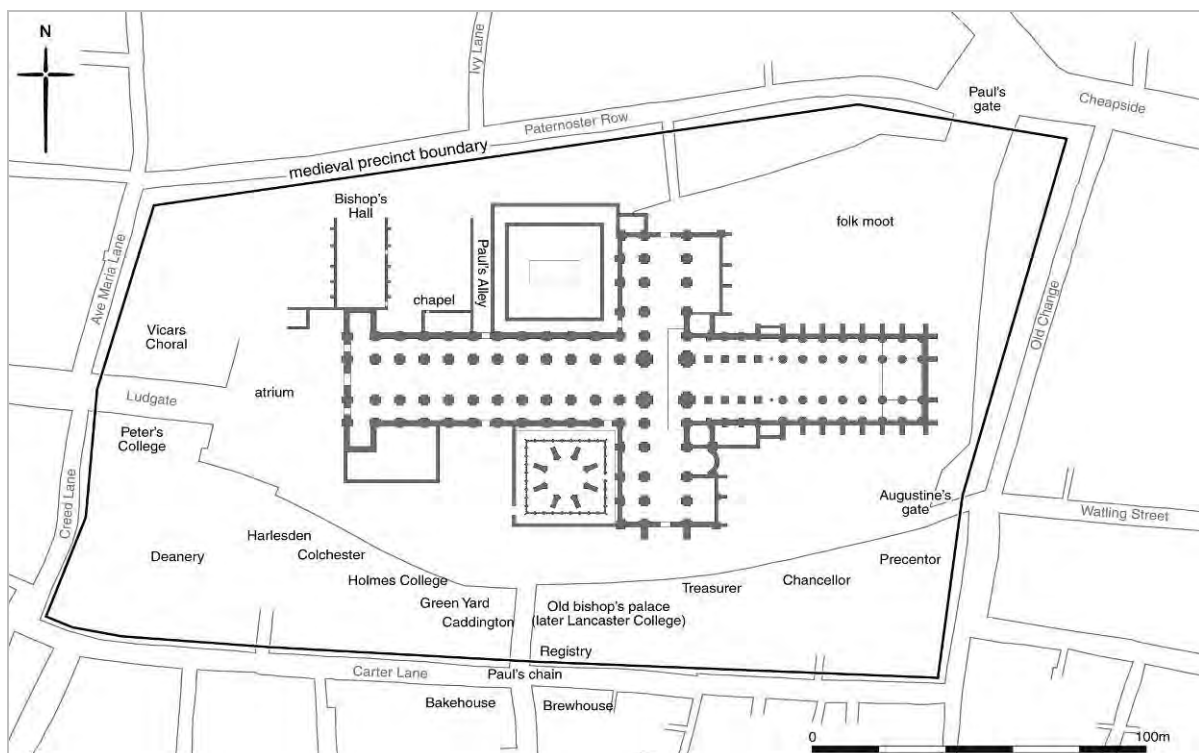 N
Ivy Lane
Paternoster Row
Paul's
gate
Cheapside
medieval precinct boundary
Bishop's
Hall
Paul's Alley
folk moot
Ave Maria Lane
chapel
Old Change
Vicars
Choral
Ludgate
atrium
Peter's
College
Creed Lane
Augustine's
gate
Watling Street
Deanery
Harlesden
Colchester
Holmes College
Precentor
Chancellor
Treasurer
Green Yard
Caddington
Old bishop's palace
(later Lancaster College)
Registry
Carter Lane
Paul's chain
Bakehouse
Brewhouse
0
100m